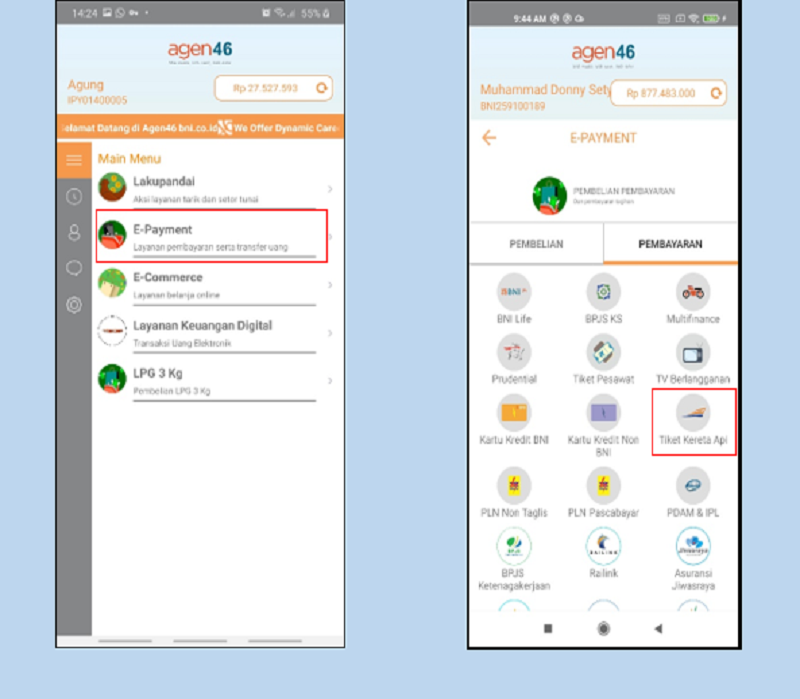 14:24
55%
agen46
Agung
IPY01400005
Rp 27.527.593
Selamat Datang di Agen46 bni.co.id
We Offer Dynamic Care
Main Menu
Lakupandai
Aksi layanan tarik dan setor tunai
E-Payment
Layanan pembayaran serta transfer uang
E-Commerce
Layanan belanja online
Layanan Keuangan Digital
Transaksi Uang Elektronik
LPG 3 Kg
Pembelian LPG 3 Kg
9:44 AM
agen46
Muhammad Donny Sety
BNI259100189
Rp 877.483.000
E-PAYMENT
PEMBELIAN PEMBAYARAN
Dan pembayaran tagihan
PEMBELIAN
PEMBAYARAN
BNI Life
BPJS KS
Multifinance
Prudential
Tiket Pesawat
TV Berlangganan
Kartu Kredit BNI
Kartu Kredit Non
BNI
Tiket Kereta Api
PLN Non Taglis
PLN Pascabayar
PDAM & IPL
BPJS
Ketenagakerjaan
Railink
Asuransi
Jiwasraya